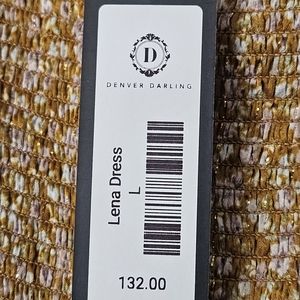 D
DENVER DARLING
Lena Dress
L
132.00